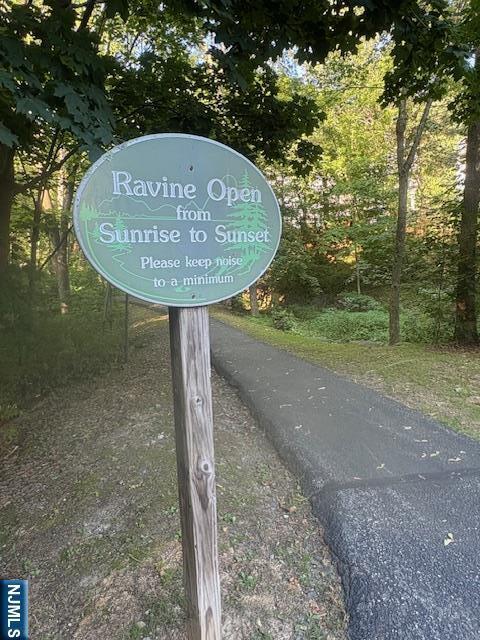 Ravine Open
from
Sunrise to Sunset
Please keep noise
to a minimum
NJMLS